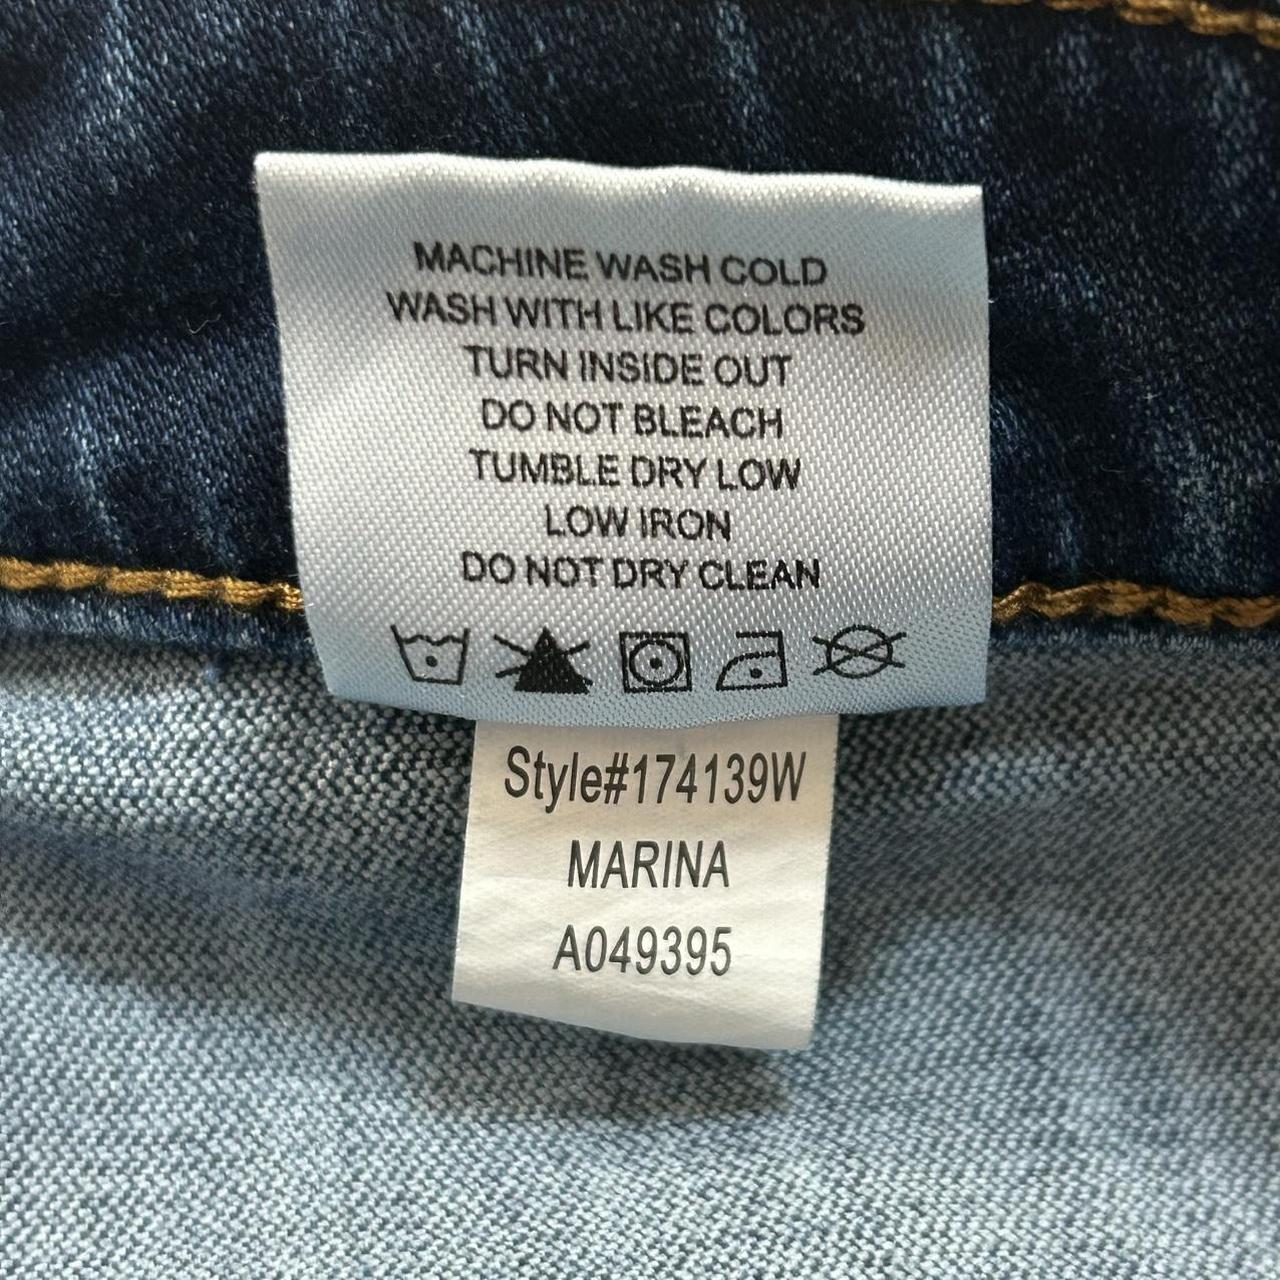 MACHINE WASH COLD
WASH WITH LIKE COLORS
TURN INSIDE OUT
DO NOT BLEACH
TUMBLE DRY LOW
LOW IRON
DO NOT DRY CLEAN
Style#174139W
MARINA
A049395